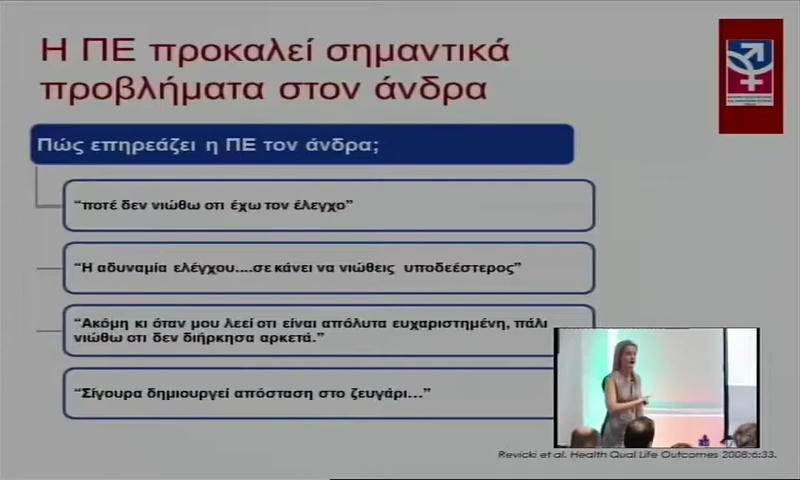 Η ΠΕ προκαλεί σημαντικά
προβλήματα στον άνδρα
Πώς επηρεάζει η ΠΕ τον άνδρα;
“ποτέ δεν νιώθω οτι έχω τον έλεγχο”
“Η αδυναμία ελέγχου....σε κάνει να νιώθεις υποδεέστερος”
“Ακόμη κι όταν μου λεεί οτι είναι απόλυτα ευχαριστημένη, πάλι
νιώθω οτι δεν διήρκησα αρκετά.”
“Σίγουρα δημιουργεί απόσταση στο ζευγάρι...”
Revicki et al. Health Qual Life Outcomes 2008;6:33.